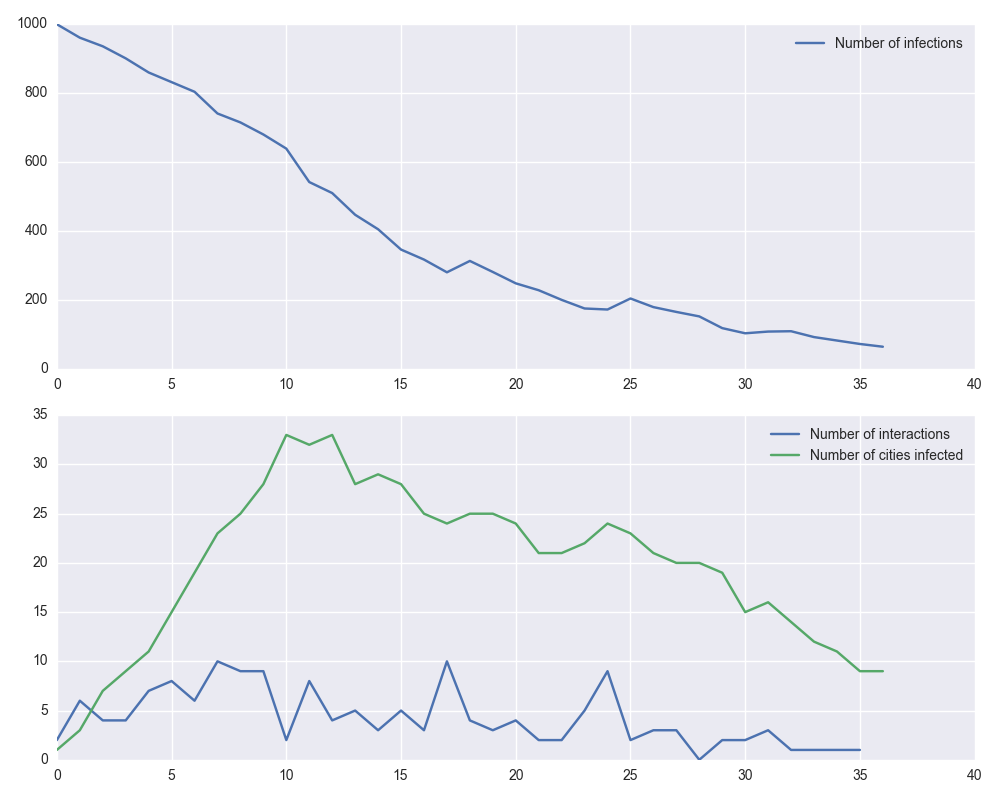 1000
800
600
400
200
0
Number of infections
0 5 10 15 20 25 30 35 40
35
30
25
20
15
10
5
0
Number of interactions
Number of cities infected
0 5 10 15 20 25 30 35 40